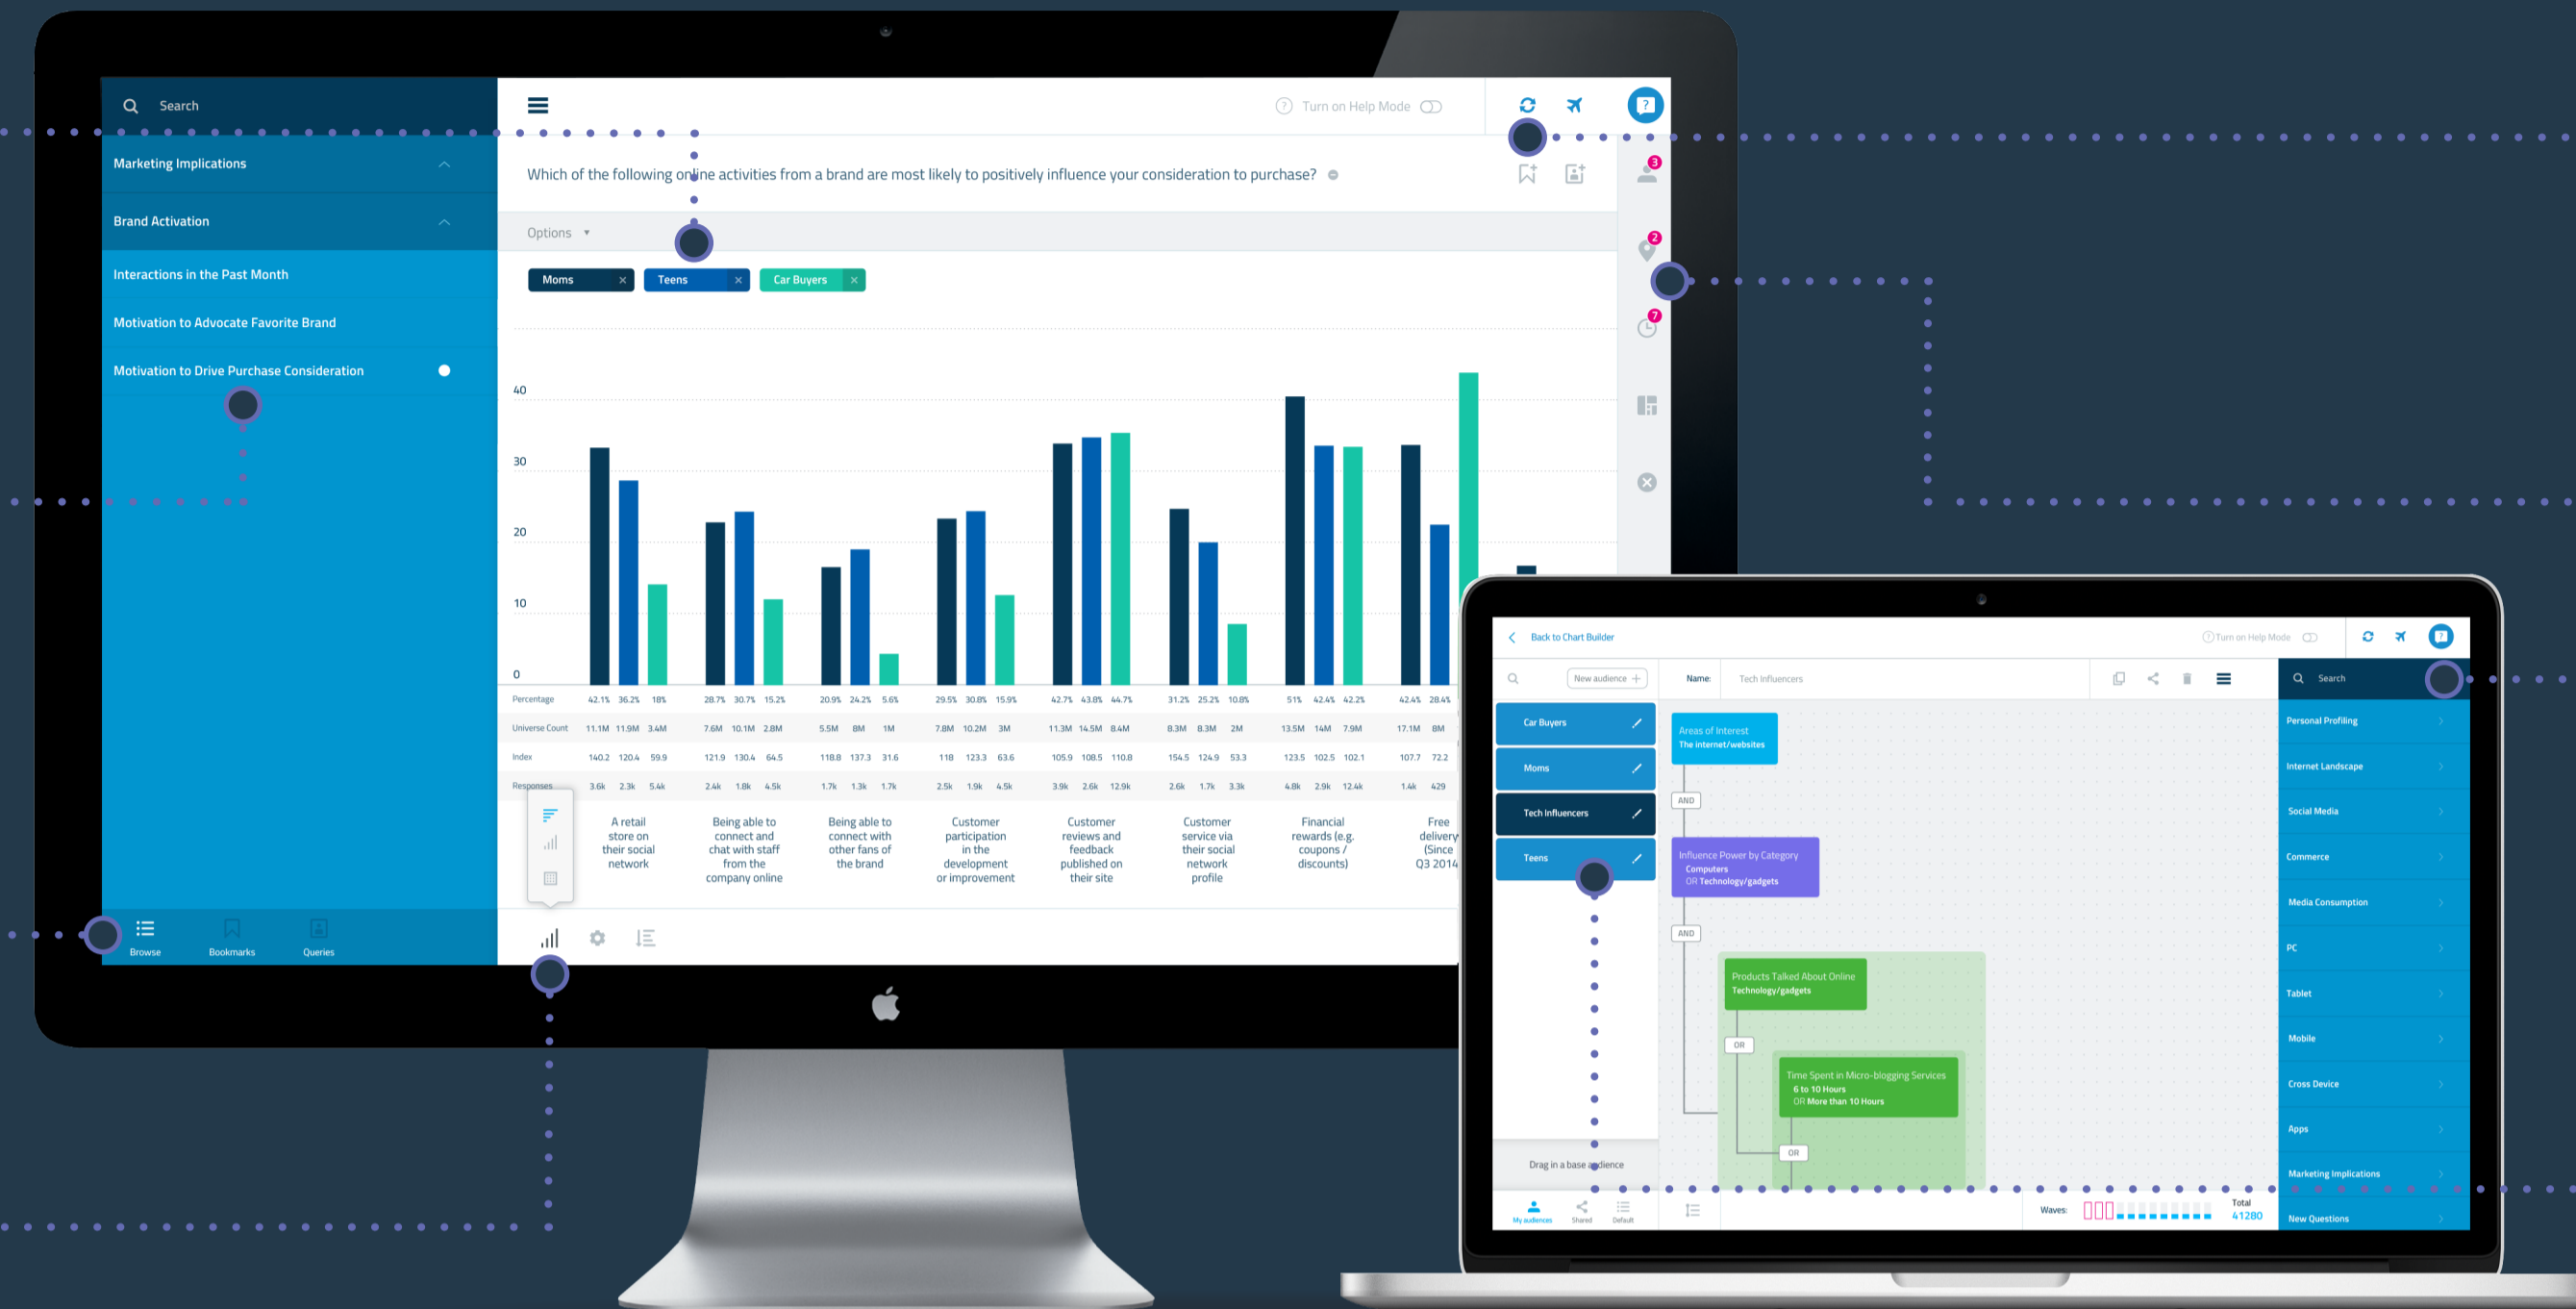 Search
Turn on Help Mode
Marketing Implications
Brand Activation
Interactions in the Past Month
Motivation to Advocate Favorite Brand
Motivation to Drive Purchase Consideration
Browse
Bookmarks
Queries
Which of the following online activities from a brand are most likely to positively influence your consideration to purchase?
Options
Moms × Teens × Car Buyers ×
3
2
7
40
30
20
10
0
Percentage 42.1% 36.2% 18% 28.7% 30.7% 15.2% 20.9% 24.2% 5.6% 29.5% 30.8% 15.9% 42.7% 43.8% 44.7% 31.2% 25.2% 10.8% 51% 42.4% 42.2% 42.4% 28.4%
Universe Count 11.1M 11.9M 3.4M 7.6M 10.1M 2.8M 5.5M 8M 1M 7.8M 10.2M 3M 11.3M 14.5M 8.4M 8.3M 8.3M 2M 13.5M 14M 7.9M 17.1M 8M
Index 140.2 120.4 59.9 121.9 130.4 64.5 118.8 137.3 31.6 118 123.3 63.6 105.9 108.5 110.8 154.5 124.9 53.3 123.5 102.5 102.1 107.7 72.2
Responses 3.6k 2.3k 5.4k 2.4k 1.8k 4.5k 1.7k 1.3k 1.7k 2.5k 1.9k 4.5k 3.9k 2.6k 12.9k 2.6k 1.7k 3.3k 4.8k 2.9k 12.4k 1.4k 429
A retail
store on
their social
network
Being able to
connect and
chat with staff
from the
company online
Being able to
connect with
other fans of
the brand
Customer
participation
in the
development
or improvement
Customer
reviews and
feedback
published on
their site
Customer
service via
their social
network
profile
Financial
rewards (e.g.
coupons /
discounts)
Free
delivery
(Since
Q3 2014
Back to Chart Builder
Turn on Help Mode
New audience +
Name: Tech Influencers
Search
Car Buyers
Moms
Tech Influencers
Teens
Drag in a base audience
My audiences
Shared
Default
Areas of Interest
The internet/websites
AND
Influence Power by Category
Computers
OR Technology/gadgets
AND
Products Talked About Online
Technology/gadgets
OR
Time Spent in Micro-blogging Services
6 to 10 Hours
OR More than 10 Hours
OR
Waves:
Total
41280
Personal Profiling
Internet Landscape
Social Media
Commerce
Media Consumption
PC
Tablet
Mobile
Cross Device
Apps
Marketing Implications
New Questions